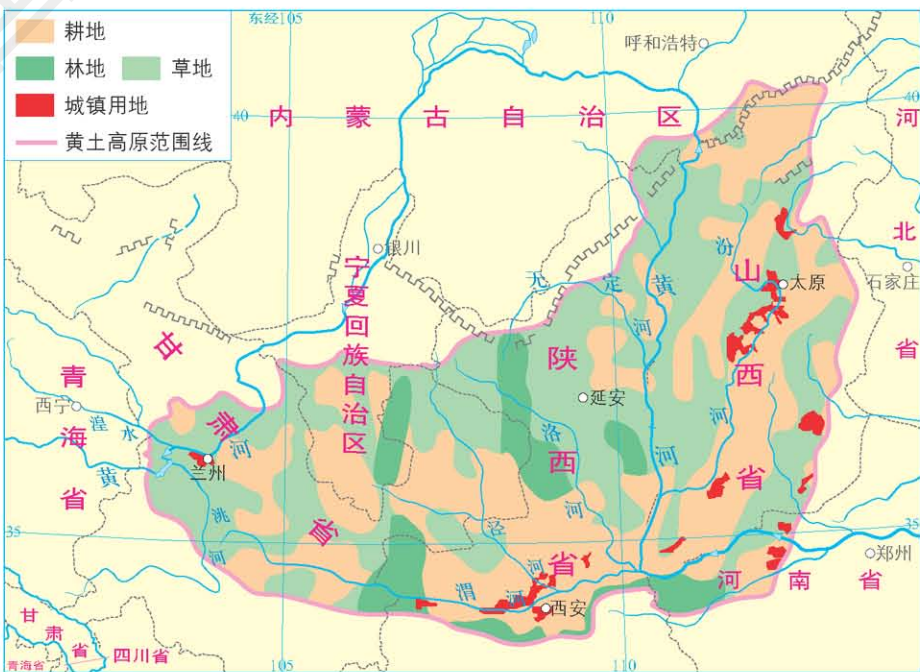 耕地
林地
草地
城镇用地
黄土高原范围线
东经105
110
呼和浩特
40
内蒙古自治区
40
河北省
银川
宁夏回族自治区
无定河
黄河
汾河
山西省
太原
石家庄
甘肃省
青海省
西宁
湟水
黄河
兰州
洮河
陕西省
延安
洛河
泾河
渭河
西安
35
35
郑州
河南省
甘肃省
四川省
青海省
105
110